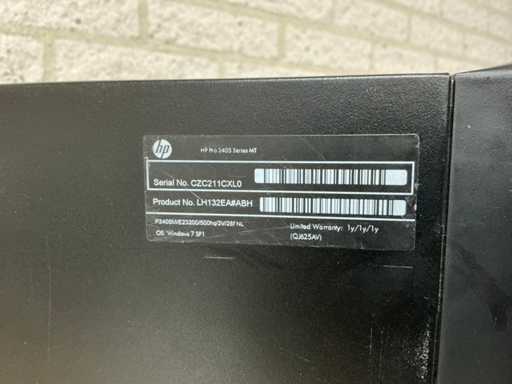 hp
HP Pro 3405 Series MT
Serial No. CZC211CXL0
Product No. LH132EA#ABH
Limited Warranty: 1y/1y/1y
(QJ625AV)
OS: Windows 7 SP1